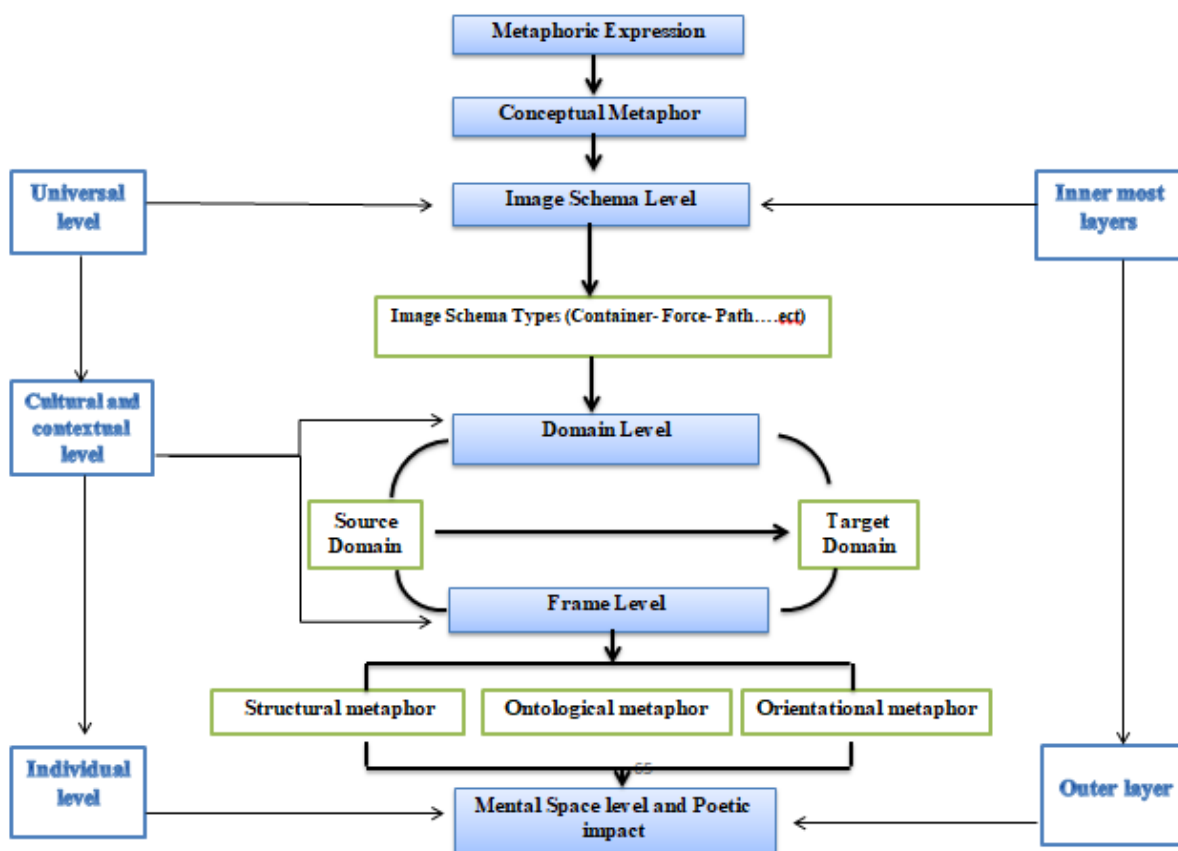 Metaphoric Expression
Conceptual Metaphor
Universal
level
Image Schema Level
Inner most
layers
Image Schema Types (Container- Force- Path....ect)
Cultural and
contextual
level
Domain Level
Source
Domain
Target
Domain
Frame Level
Structural metaphor
Ontological metaphor
Orientational metaphor
65
Individual
level
Mental Space level and Poetic
impact
Outer layer